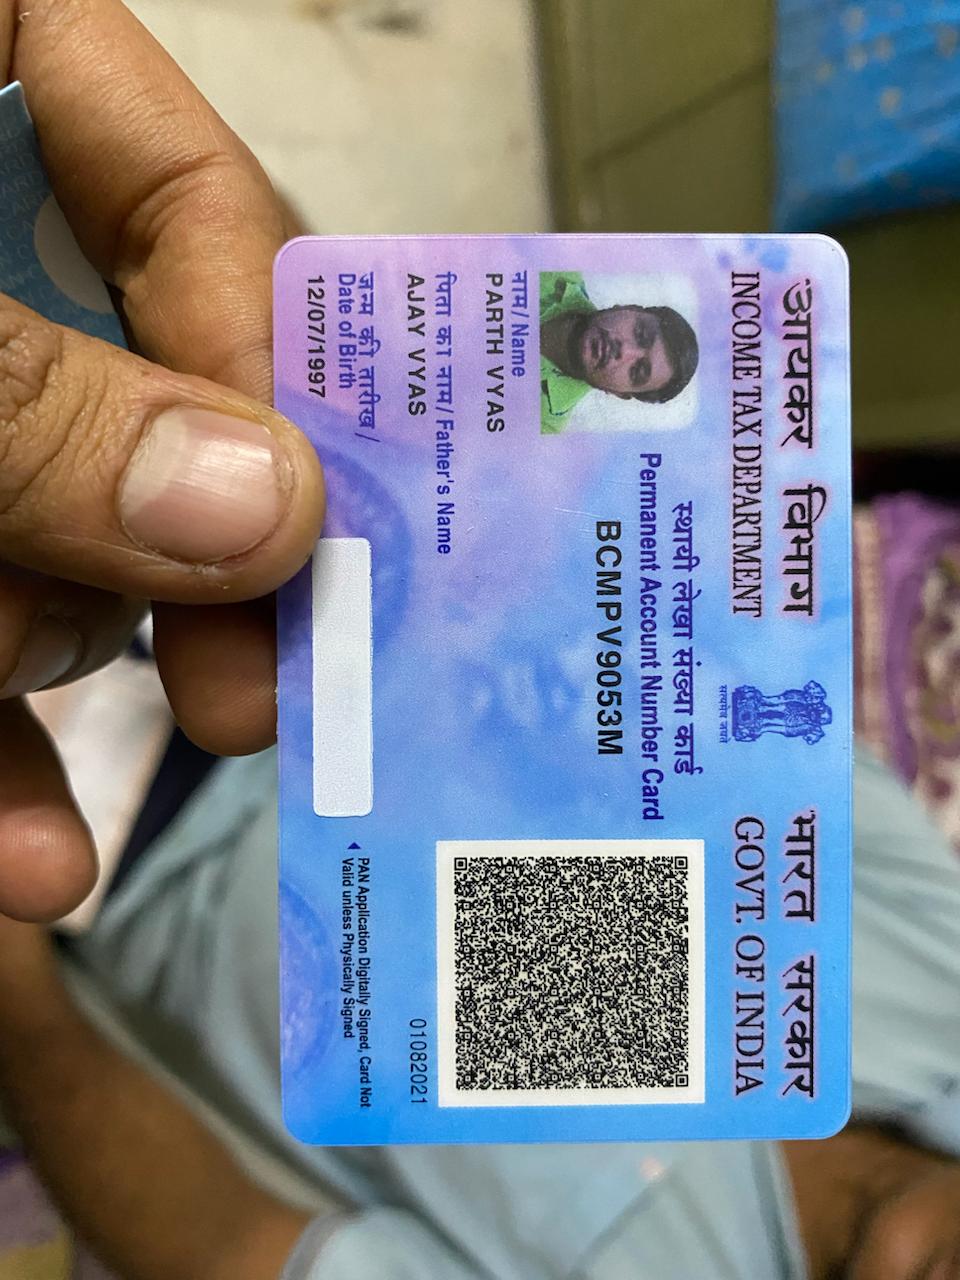 आयकर विभाग
INCOME TAX DEPARTMENT
सत्यमेव जयते
भारत सरकार
GOVT. OF INDIA
स्थायी लेखा संख्या कार्ड
Permanent Account Number Card
BCMPV9053M
नाम / Name
PARTH VYAS
पिता का नाम / Father's Name
AJAY VYAS
जन्म की तारीख /
Date of Birth
12/07/1997
01082021
PAN Application Digitally Signed, Card Not
Valid unless Physically Signed